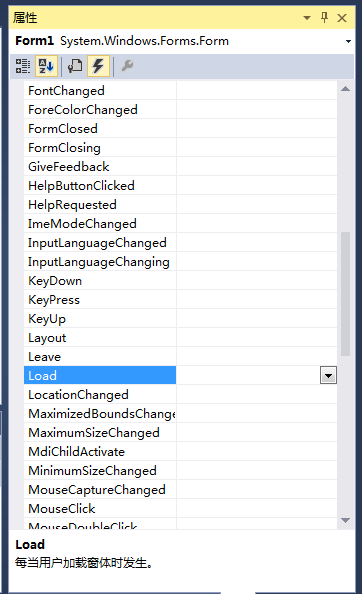 属性
Form1 System.Windows.Forms.Form
FontChanged
ForeColorChanged
FormClosed
FormClosing
GiveFeedback
HelpButtonClicked
HelpRequested
ImeModeChanged
InputLanguageChanged
InputLanguageChanging
KeyDown
KeyPress
KeyUp
Layout
Leave
Load
LocationChanged
MaximizedBoundsChange
MaximumSizeChanged
MdiChildActivate
MinimumSizeChanged
MouseCaptureChanged
MouseClick
MouseDoubleClick
Load
每当用户加载窗体时发生。